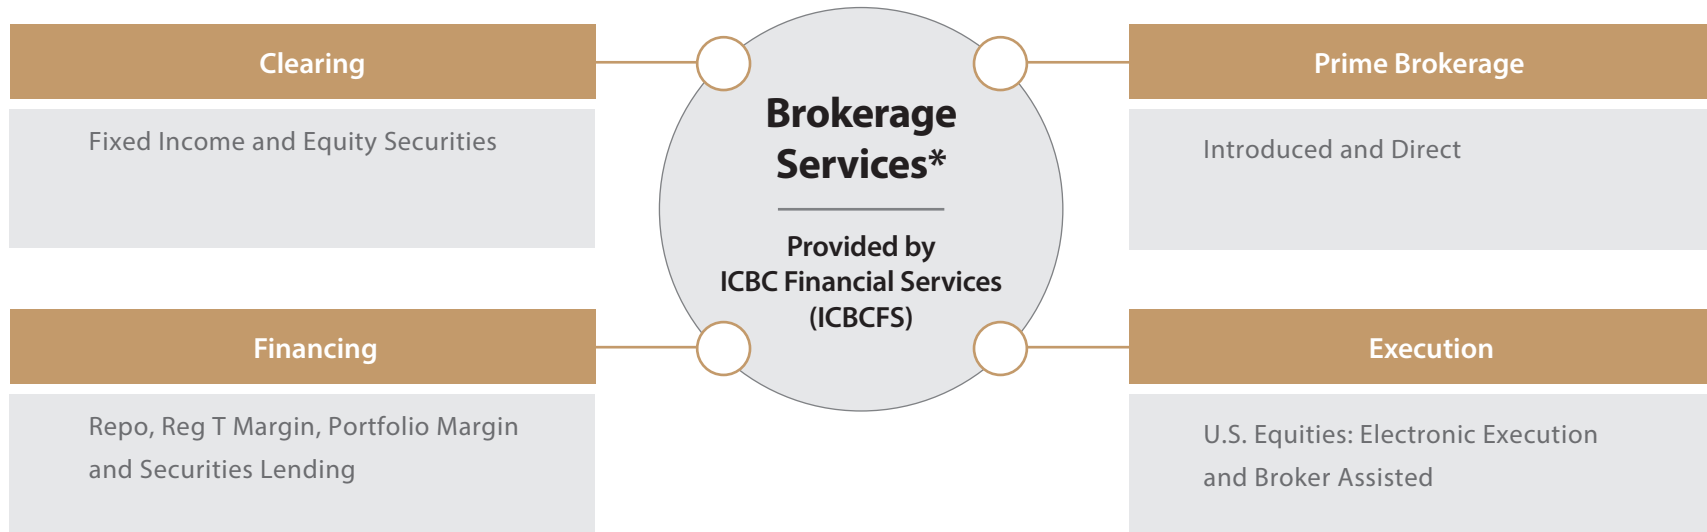 Clearing
Fixed Income and Equity Securities
Brokerage
Services*
Provided by
ICBC Financial Services
(ICBCFS)
Prime Brokerage
Introduced and Direct
Financing
Repo, Reg T Margin, Portfolio Margin
and Securities Lending
Execution
U.S. Equities: Electronic Execution
and Broker Assisted